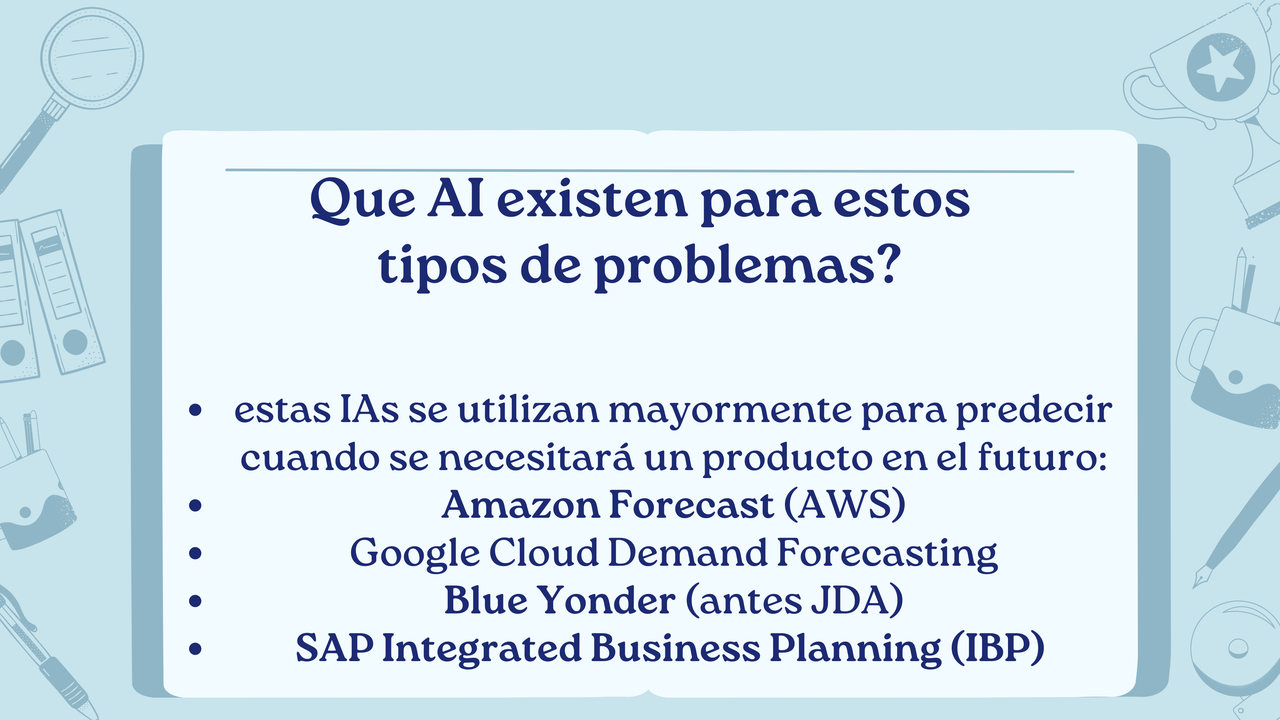 Que AI existen para estos
tipos de problemas?
• estas IAs se utilizan mayormente para predecir
cuando se necesitará un producto en el futuro:
• Amazon Forecast (AWS)
• Google Cloud Demand Forecasting
• Blue Yonder (antes JDA)
• SAP Integrated Business Planning (IBP)